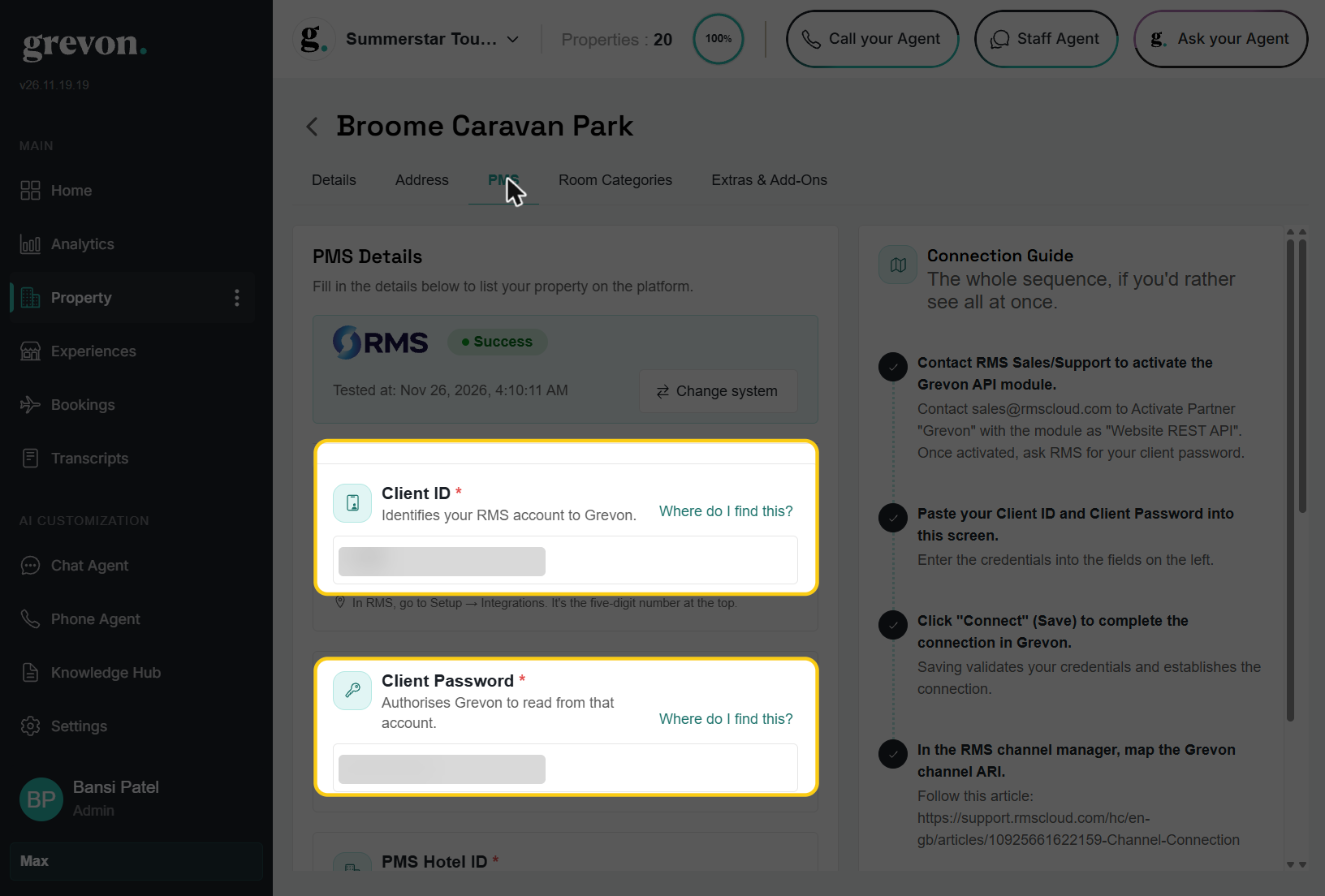 grevon.
v26.11.19.19
MAIN
Home
Analytics
Property
Experiences
Bookings
Transcripts
AI CUSTOMIZATION
Chat Agent
Phone Agent
Knowledge Hub
Settings
BP
Bansi Patel
Admin
Max
g.
Summerstar Tou...
Properties : 20
100%
Call your Agent
Staff Agent
g. Ask your Agent
Broome Caravan Park
Details
Address
PMS
Room Categories
Extras & Add-Ons
PMS Details
Fill in the details below to list your property on the platform.
RMS
Success
Tested at: Nov 26, 2026, 4:10:11 AM
Change system
Client ID *
Identifies your RMS account to Grevon.
Where do I find this?
In RMS, go to Setup → Integrations. It's the five-digit number at the top.
Client Password *
Authorises Grevon to read from that
account.
Where do I find this?
PMS Hotel ID *
Connection Guide
The whole sequence, if you'd rather
see all at once.
Contact RMS Sales/Support to activate the
Grevon API module.
Contact sales@rmscloud.com to Activate Partner
"Grevon" with the module as "Website REST API".
Once activated, ask RMS for your client password.
Paste your Client ID and Client Password into
this screen.
Enter the credentials into the fields on the left.
Click "Connect" (Save) to complete the
connection in Grevon.
Saving validates your credentials and establishes the
connection.
In the RMS channel manager, map the Grevon
channel ARI.
Follow this article:
https://support.rmscloud.com/hc/en-
gb/articles/10925661622159-Channel-Connection